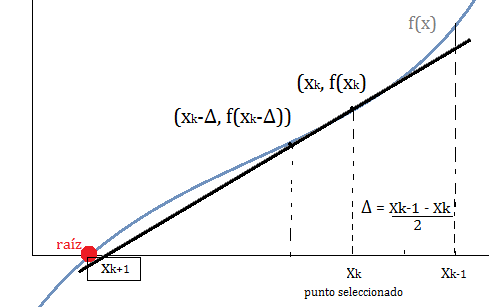 f(x)
(xk, f(xk)
(xk-Δ, f(xk-Δ))
Δ = xk-1 - xk
2
raíz
xk+1
xk
xk-1
punto seleccionado